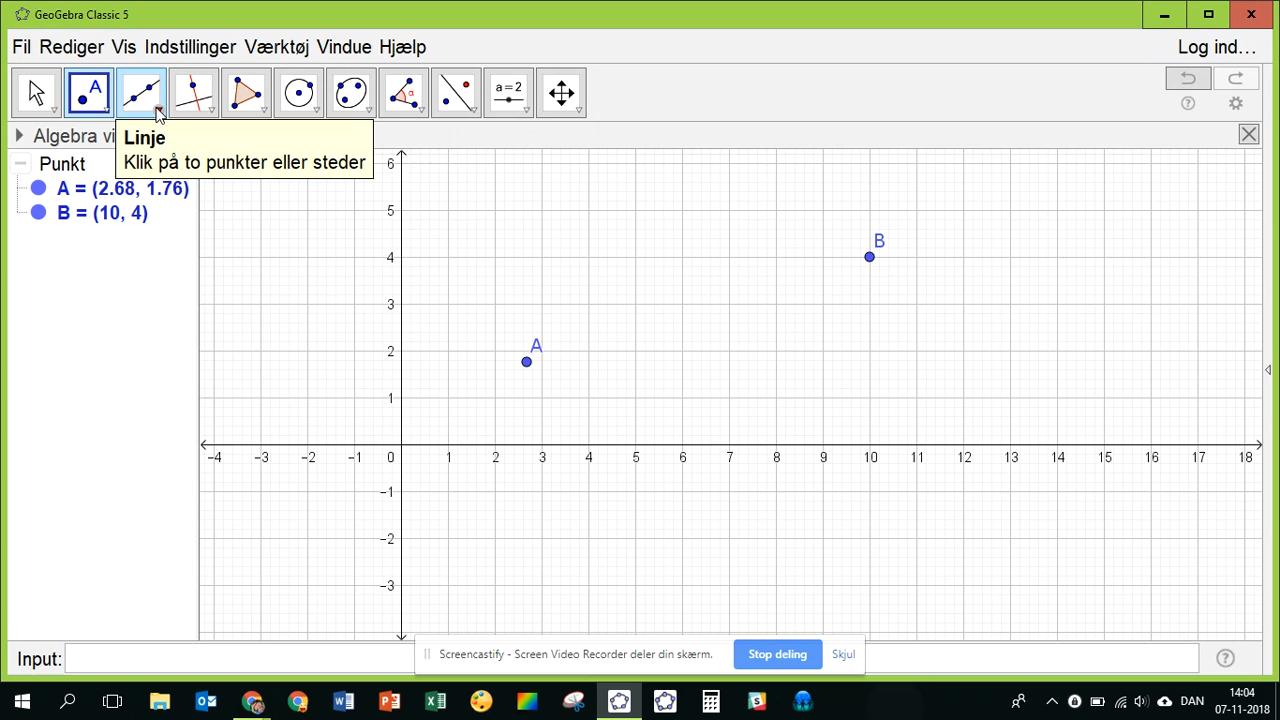 GeoGebra Classic 5
Fil Rediger Vis Indstillinger Værktøj Vindue Hjælp
Log ind...
A
α
a = 2
Algebra vi
Linje
Klik på to punkter eller steder
Punkt
A = (2.68, 1.76)
B = (10, 4)
6
5
4
3
2
1
B
A
-4 -3 -2 -1 0 1 2 3 4 5 6 7 8 9 10 11 12 13 14 15 16 17 18
-1
-2
-3
Input:
Screencastify - Screen Video Recorder deler din skærm.
Stop deling
Skjul
DAN
14:04
07-11-2018